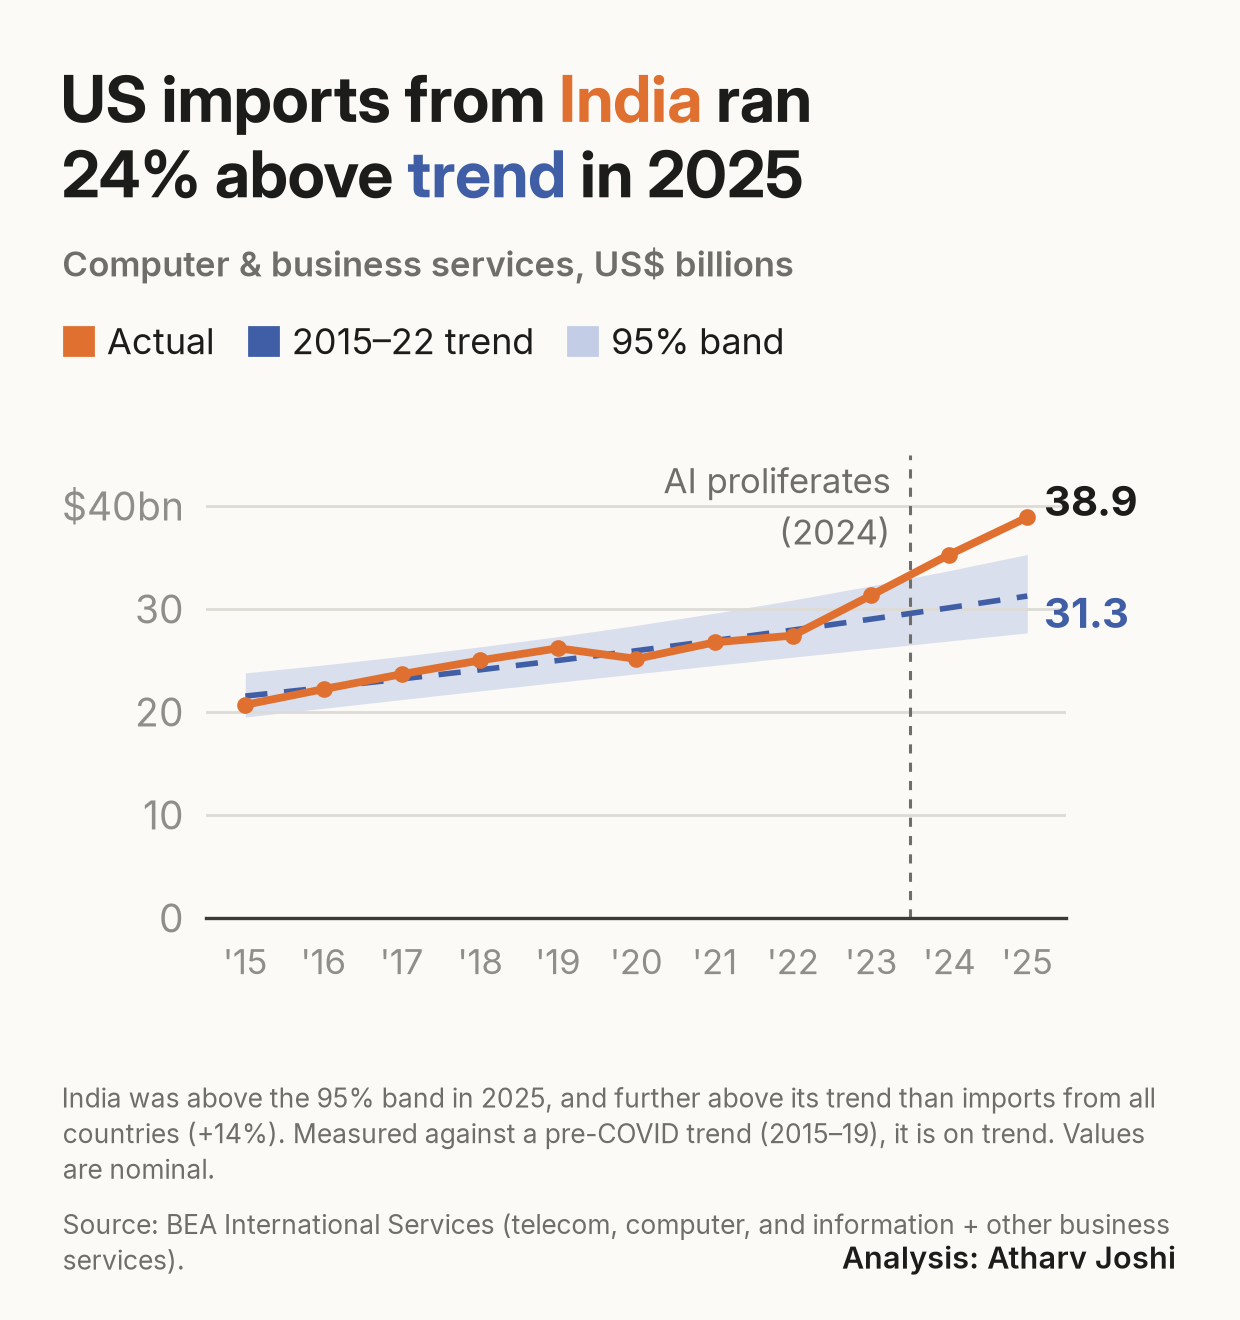 US imports from India ran
24% above trend in 2025
Computer & business services, US$ billions
Actual
2015–22 trend
95% band
AI proliferates
(2024)
$40bn
30
20
10
0
38.9
31.3
'15
'16
'17
'18
'19
'20
'21
'22
'23
'24
'25
India was above the 95% band in 2025, and further above its trend than imports from all
countries (+14%). Measured against a pre-COVID trend (2015–19), it is on trend. Values
are nominal.
Source: BEA International Services (telecom, computer, and information + other business
services).
Analysis: Atharv Joshi